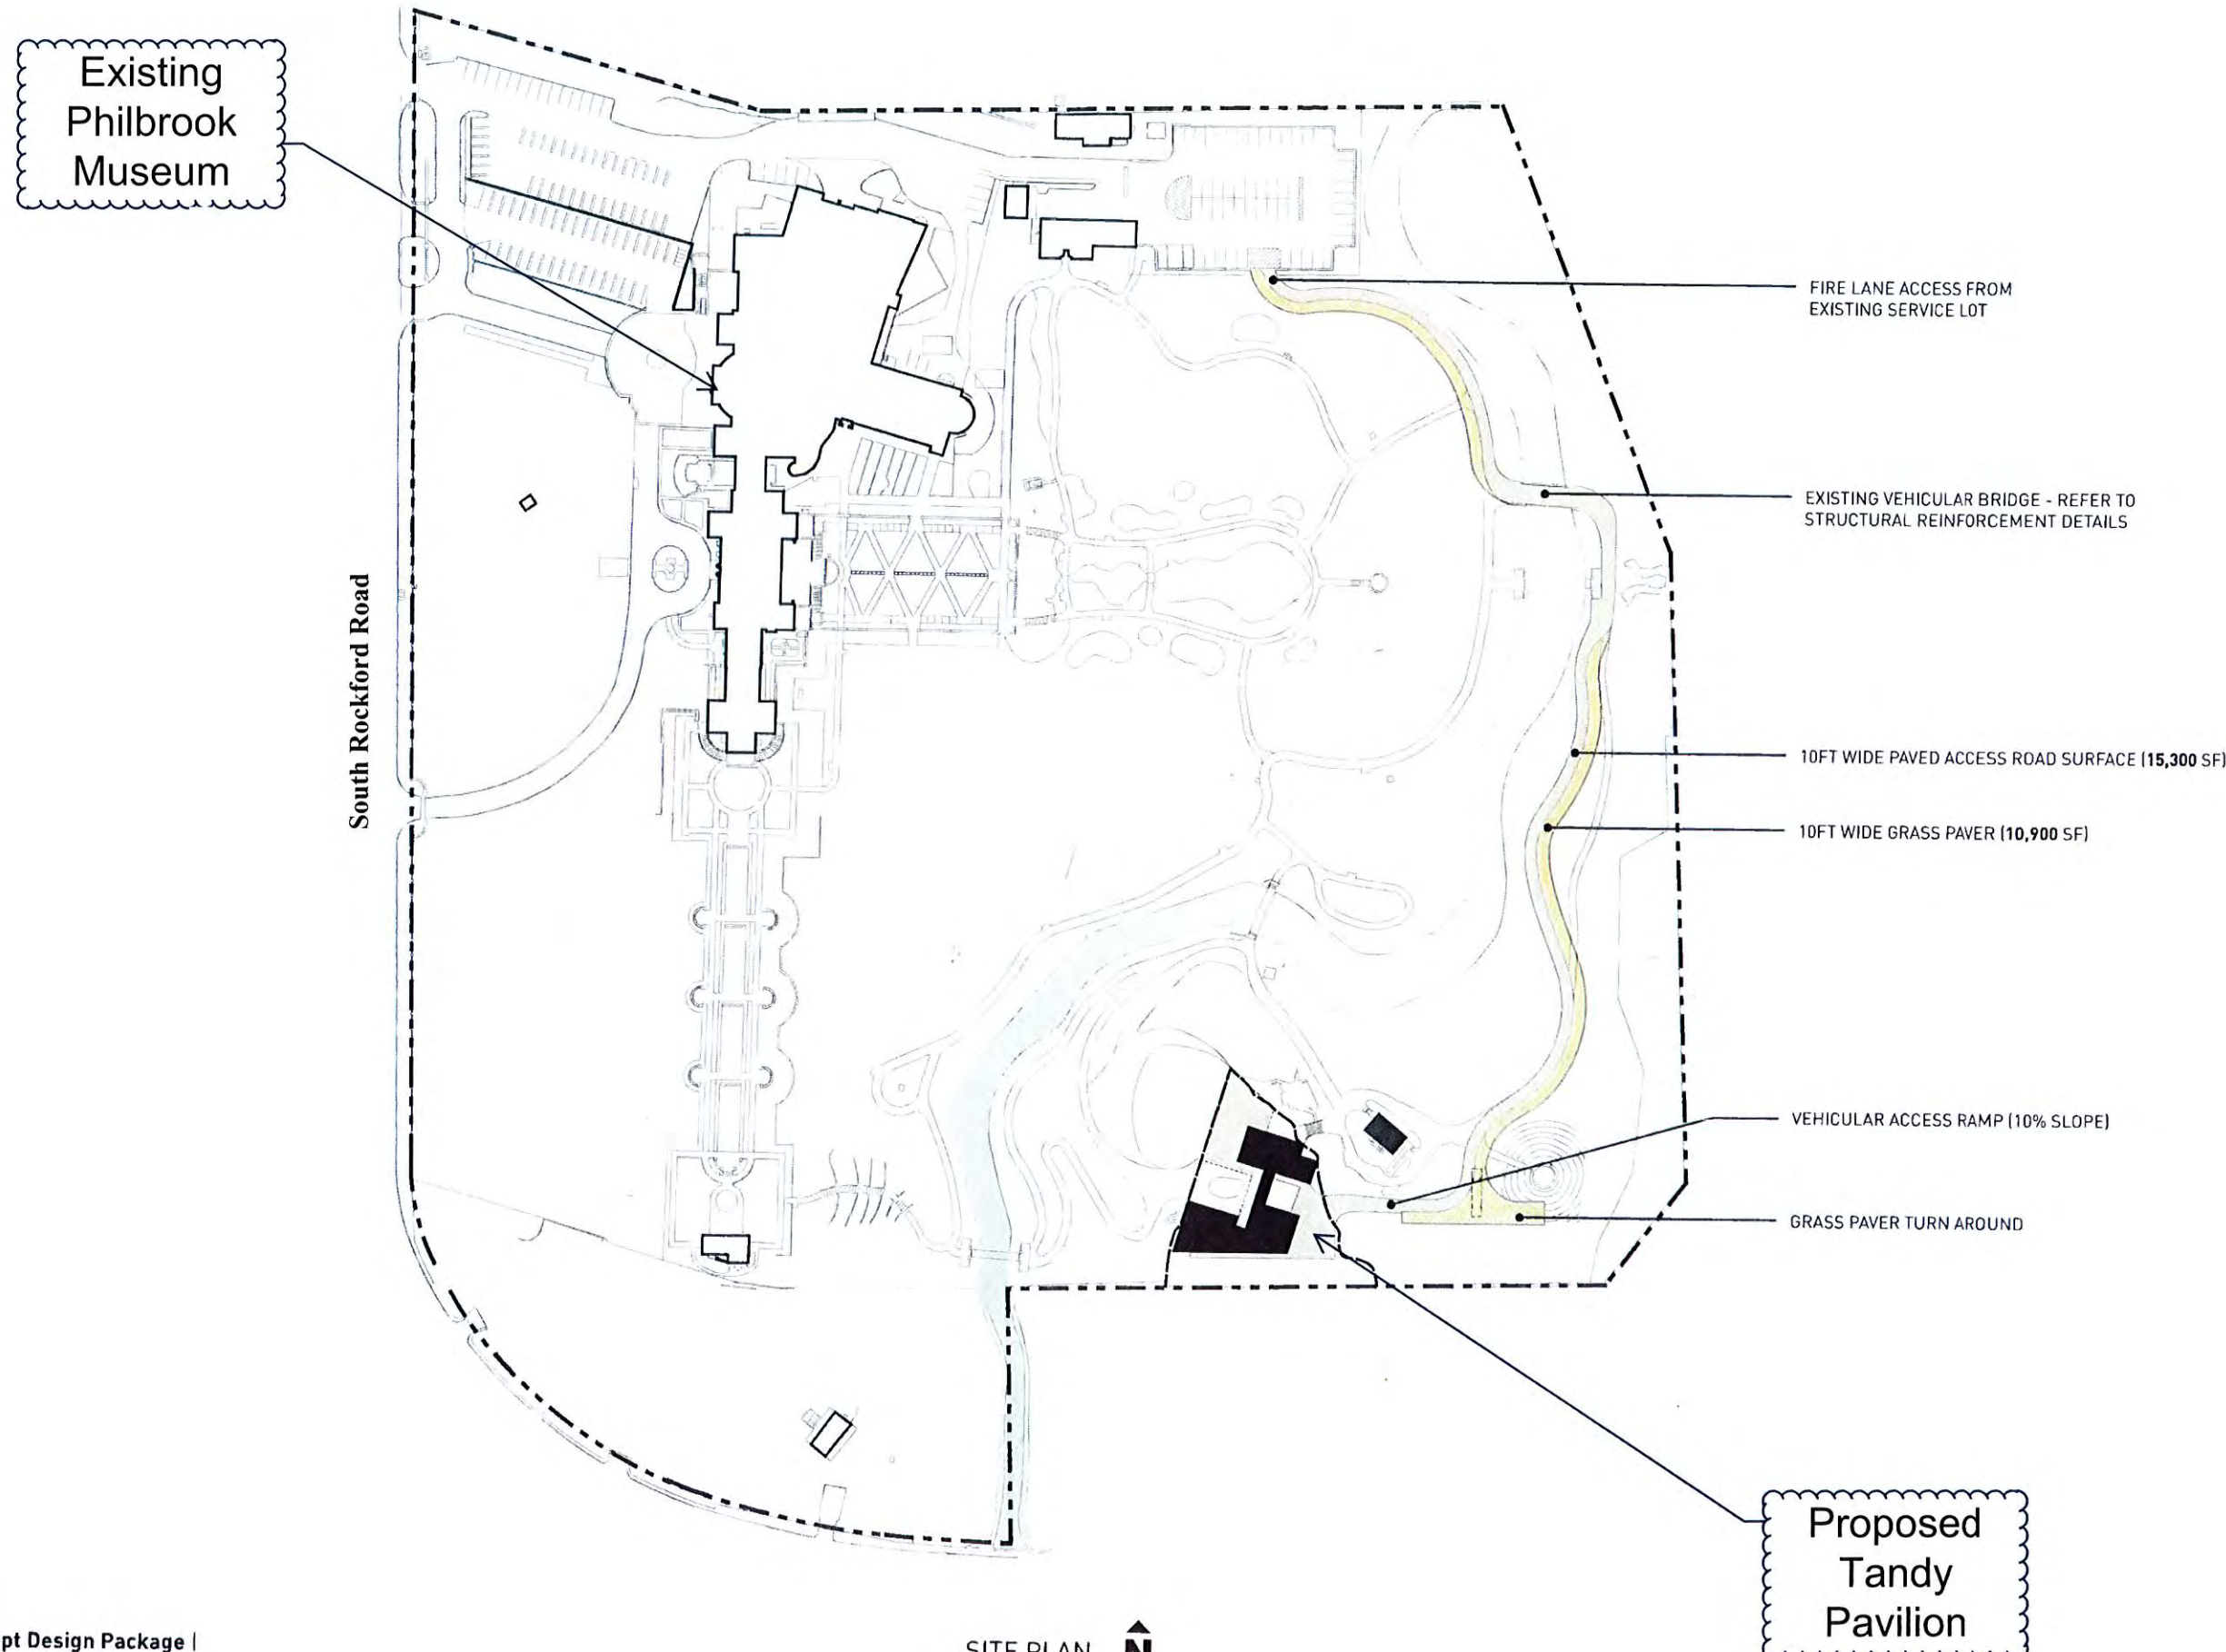 Existing
Philbrook
Museum
FIRE LANE ACCESS FROM
EXISTING SERVICE LOT
EXISTING VEHICULAR BRIDGE - REFER TO
STRUCTURAL REINFORCEMENT DETAILS
South Rockford Road
10FT WIDE PAVED ACCESS ROAD SURFACE (15,300 SF)
10FT WIDE GRASS PAVER (10,900 SF)
VEHICULAR ACCESS RAMP (10% SLOPE)
GRASS PAVER TURN AROUND
Proposed
Tandy
Pavilion
pt Design Package |
SITE PLAN N